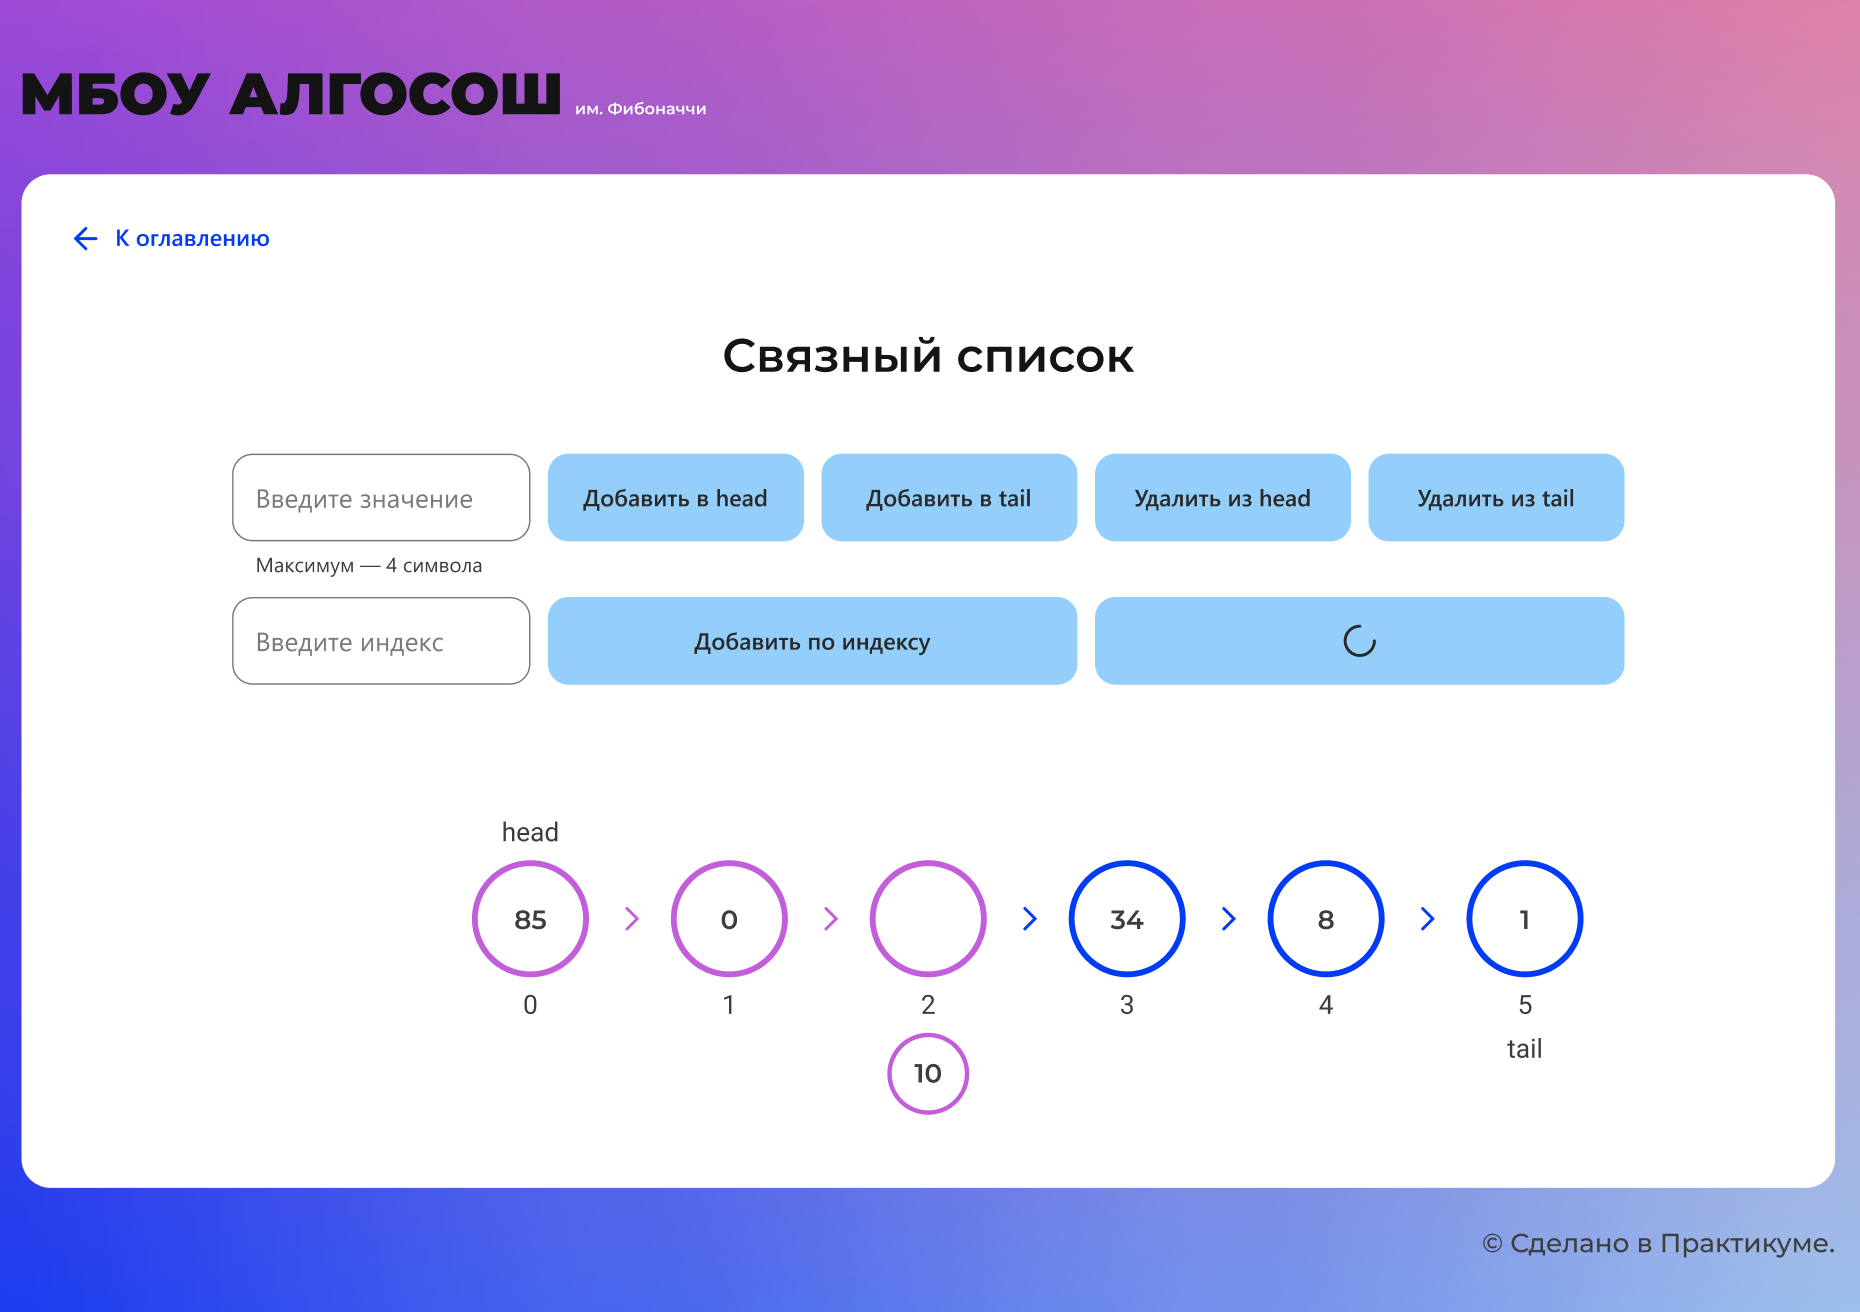 МБОУ АЛГОСОШ им. Фибоначчи
К оглавлению
Связный список
Введите значение
Добавить в head
Добавить в tail
Удалить из head
Удалить из tail
Максимум — 4 символа
Введите индекс
Добавить по индексу
head
85
0
34
8
1
0
1
2
3
4
5
tail
10
© Сделано в Практикуме.